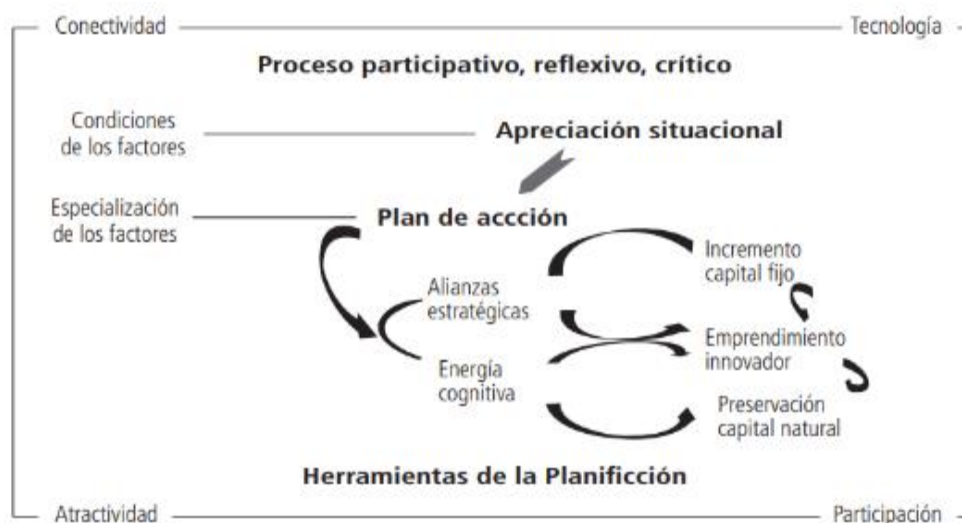 Conectividad
Tecnología
Proceso participativo, reflexivo, crítico
Condiciones
de los factores
Apreciación situacional
Especialización
de los factores
Plan de accción
Incremento
capital fijo
Alianzas
estratégicas
Emprendimiento
innovador
Energía
cognitiva
Preservación
capital natural
Herramientas de la Planificción
Atractividad
Participación